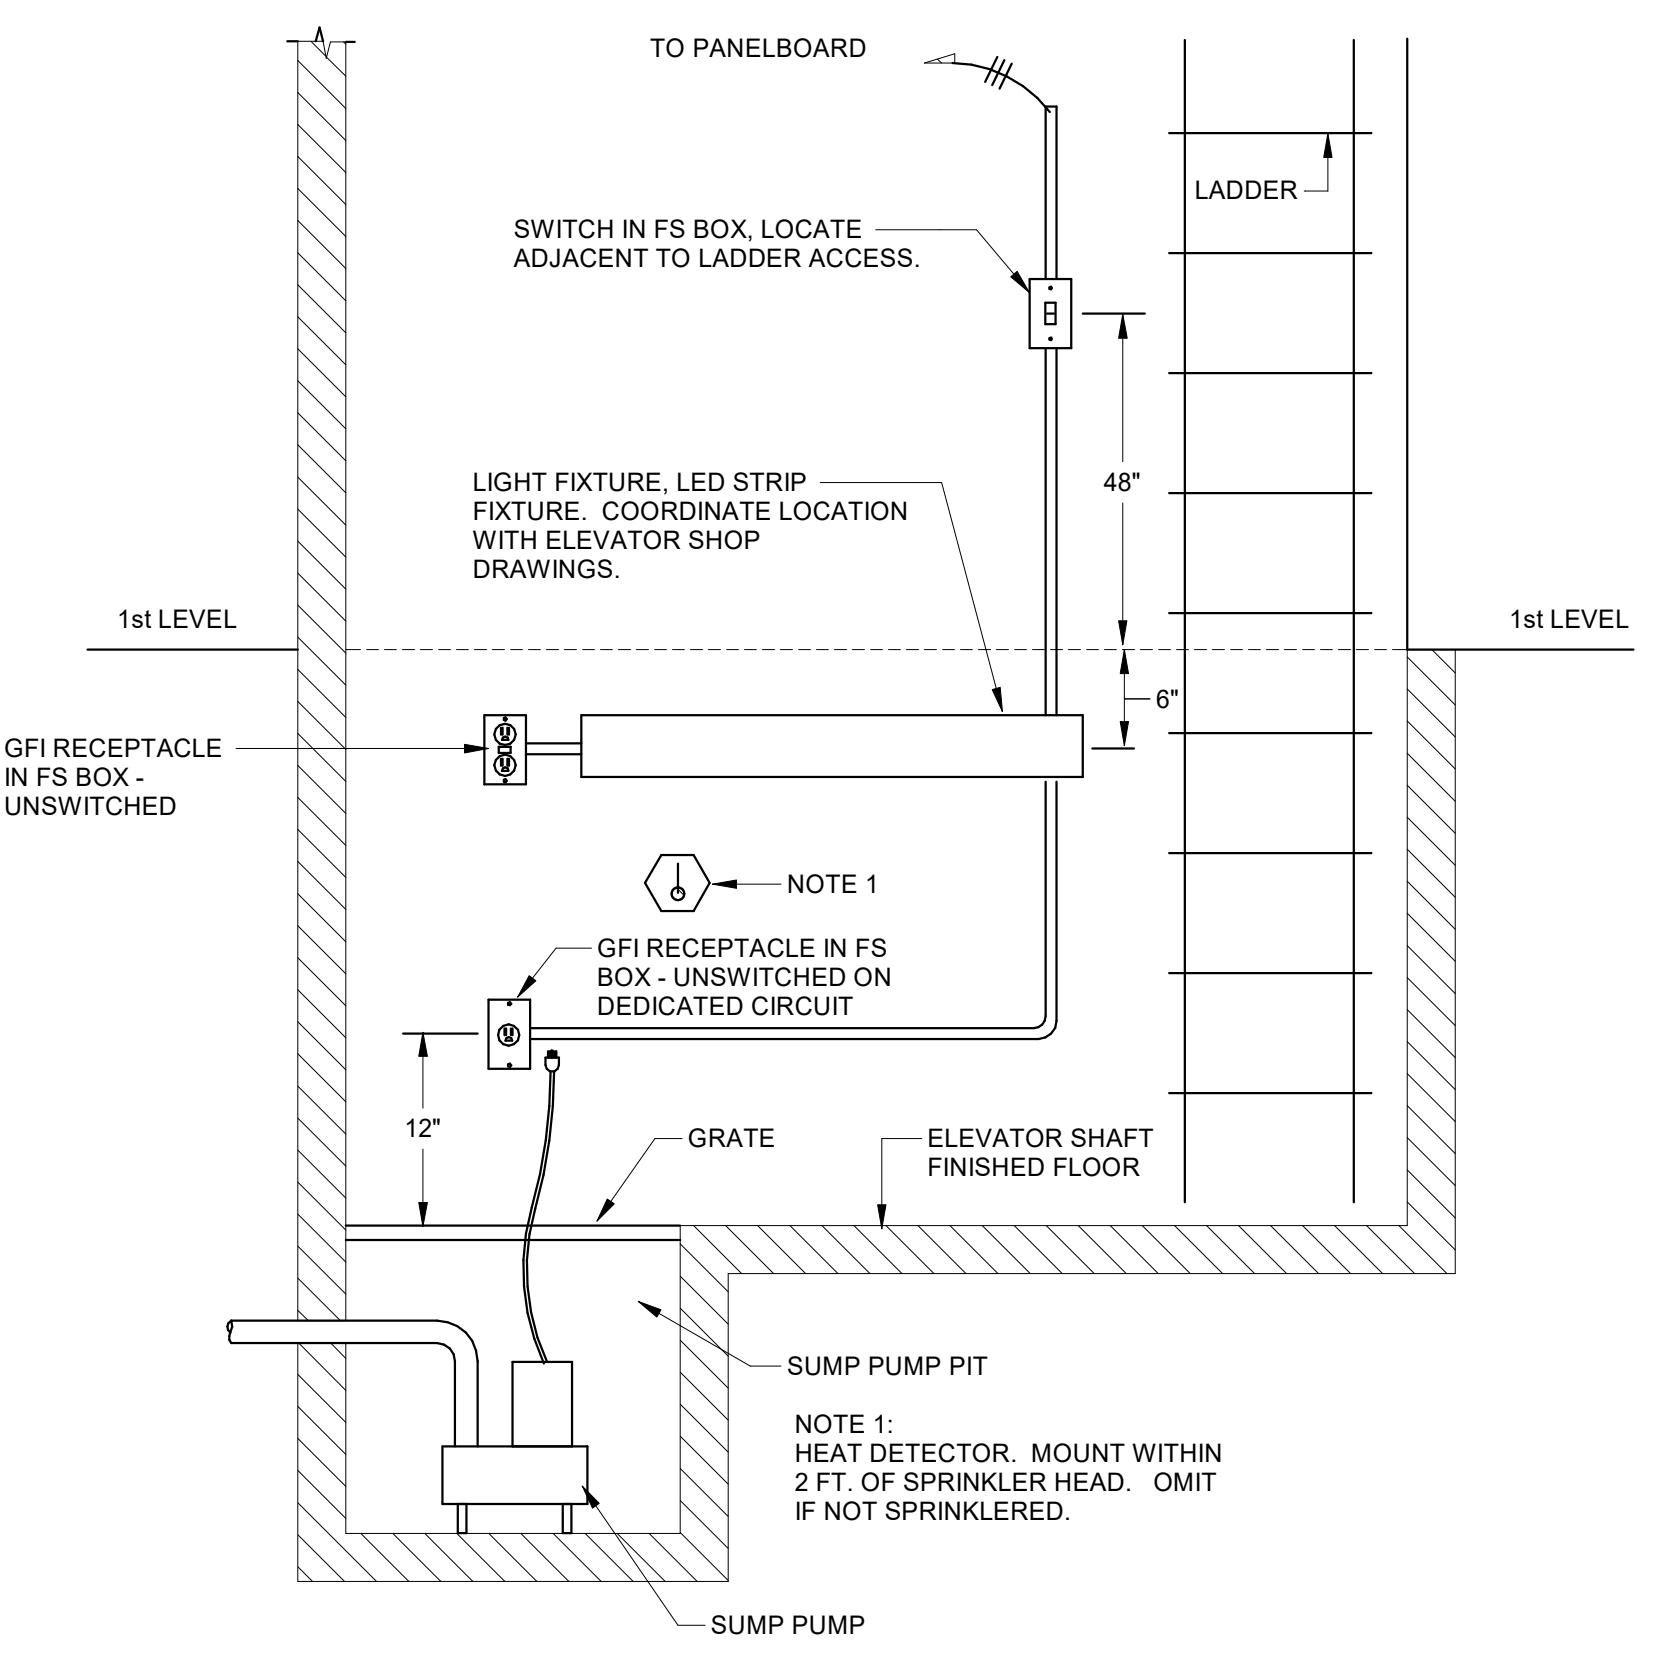 TO PANELBOARD
LADDER
SWITCH IN FS BOX, LOCATE
ADJACENT TO LADDER ACCESS.
48"
LIGHT FIXTURE, LED STRIP
FIXTURE. COORDINATE LOCATION
WITH ELEVATOR SHOP
DRAWINGS.
1st LEVEL
1st LEVEL
6"
GFI RECEPTACLE
IN FS BOX -
UNSWITCHED
NOTE 1
GFI RECEPTACLE IN FS
BOX - UNSWITCHED ON
DEDICATED CIRCUIT
12"
GRATE
ELEVATOR SHAFT
FINISHED FLOOR
SUMP PUMP PIT
NOTE 1:
HEAT DETECTOR. MOUNT WITHIN
2 FT. OF SPRINKLER HEAD. OMIT
IF NOT SPRINKLERED.
SUMP PUMP